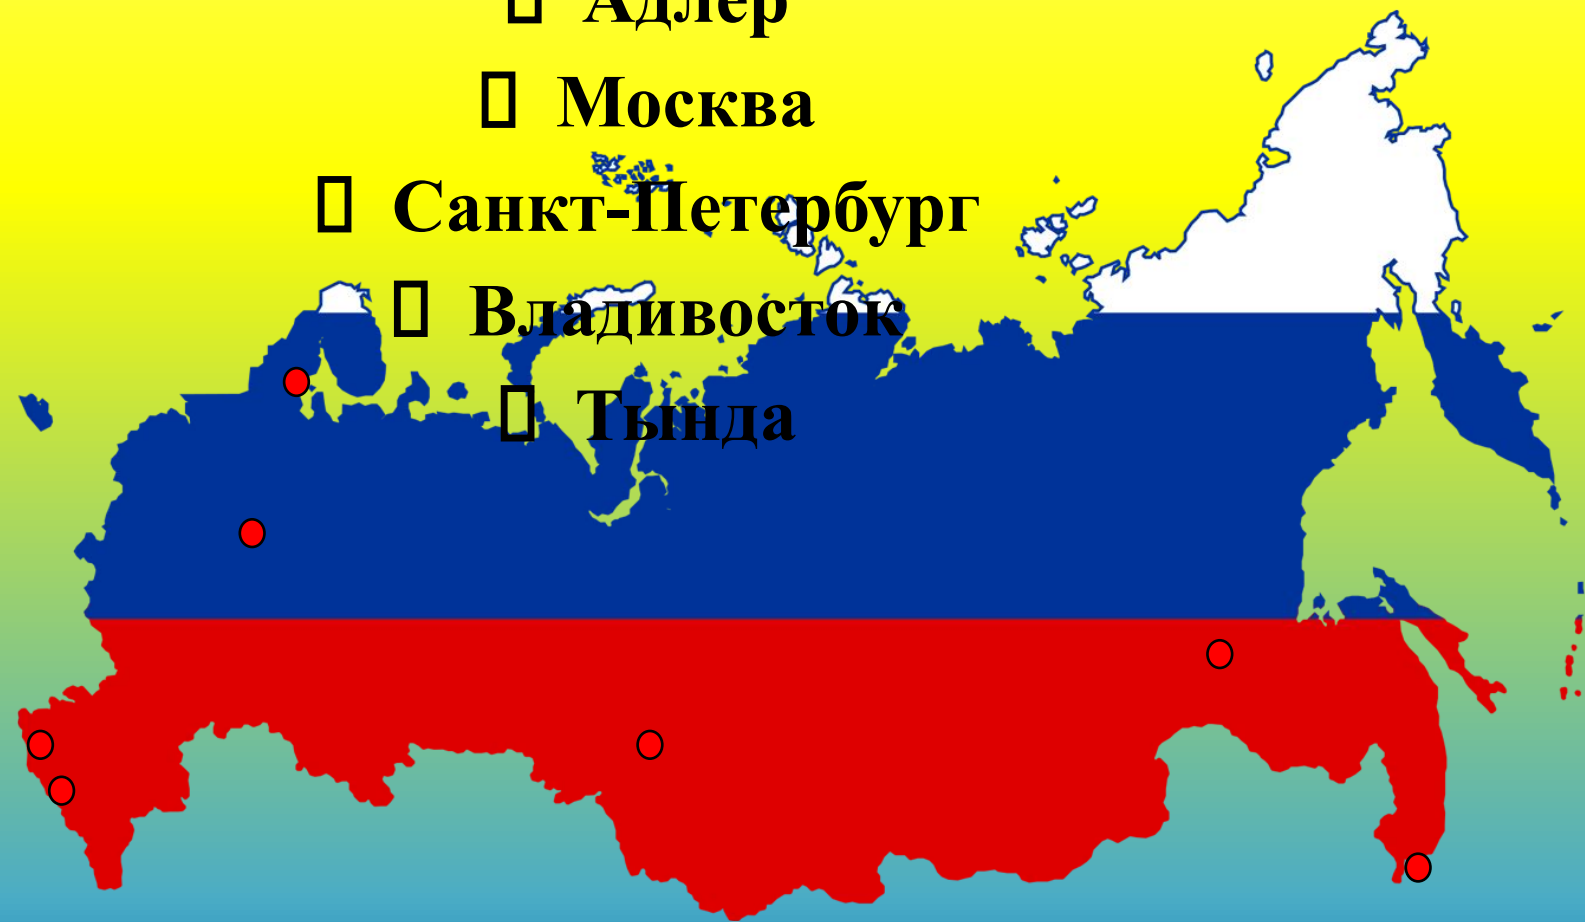 Адлер
Москва
Санкт-Петербург
Владивосток
Тында